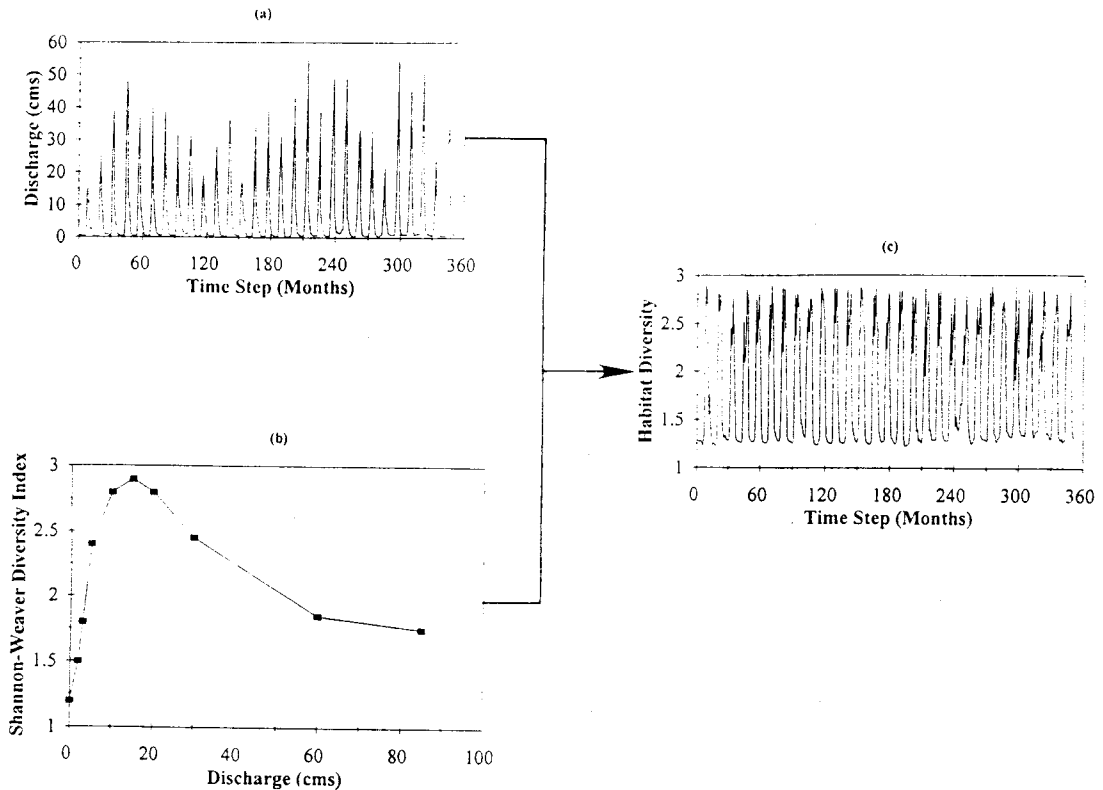 (a)
60
50
40
30
20
10
0
Discharge (cms)
0 60 120 180 240 300 360
Time Step (Months)
(b)
3
2.5
2
1.5
1
Shannon-Weaver Diversity Index
0 20 40 60 80 100
Discharge (cms)
(c)
3
2.5
2
1.5
1
Habitat Diversity
0 60 120 180 240 300 360
Time Step (Months)